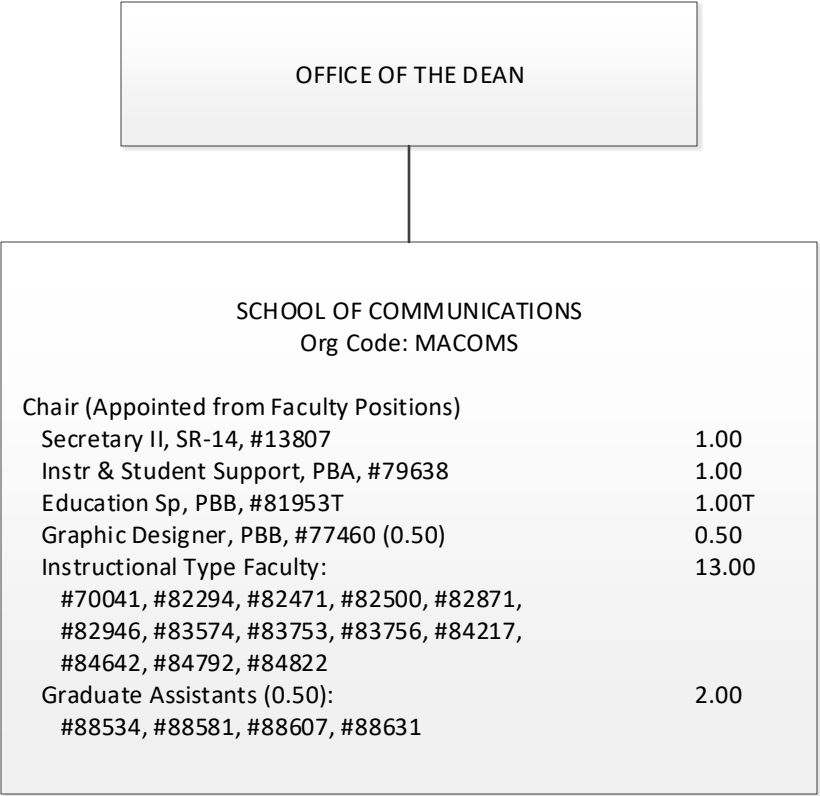 OFFICE OF THE DEAN
SCHOOL OF COMMUNICATIONS
Org Code: MACOMS
Chair (Appointed from Faculty Positions)
Secretary II, SR-14, #13807 1.00
Instr & Student Support, PBA, #79638 1.00
Education Sp, PBB, #81953T 1.00T
Graphic Designer, PBB, #77460 (0.50) 0.50
Instructional Type Faculty: 13.00
#70041, #82294, #82471, #82500, #82871,
#82946, #83574, #83753, #83756, #84217,
#84642, #84792, #84822
Graduate Assistants (0.50): 2.00
#88534, #88581, #88607, #88631